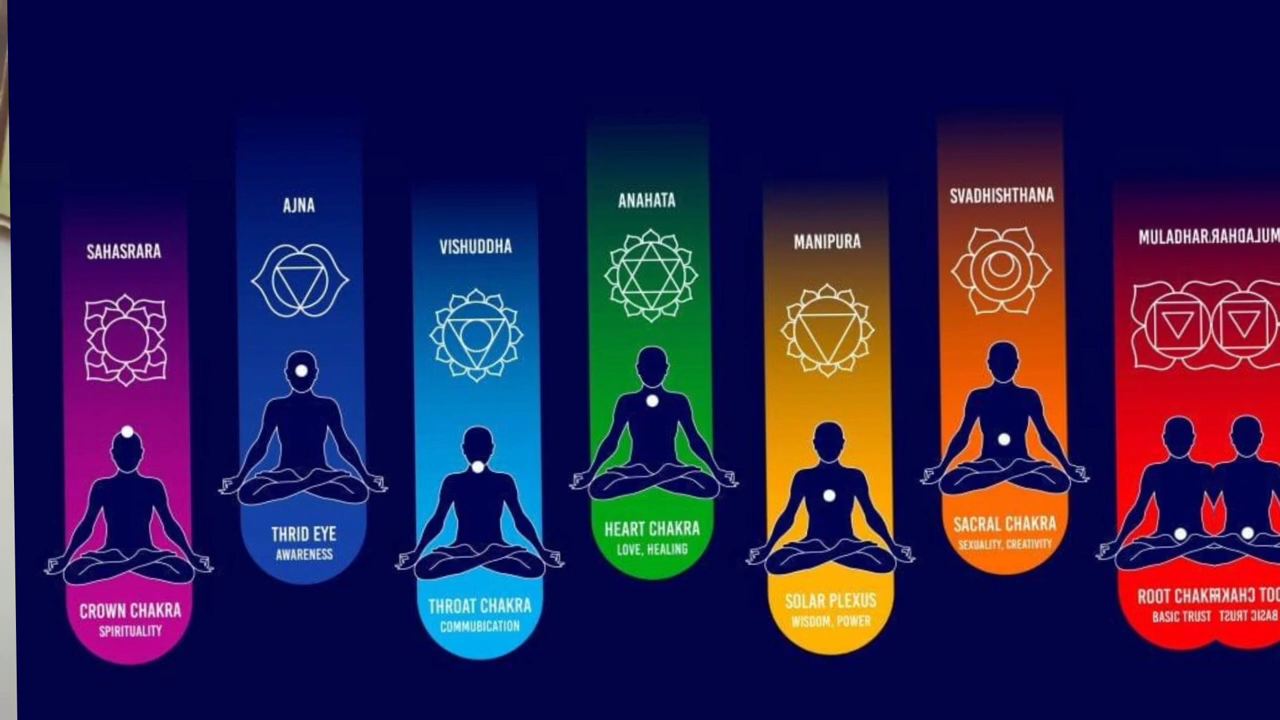 SAHASRARA
CROWN CHAKRA
SPIRITUALITY
AJNA
THRID EYE
AWARENESS
VISHUDDHA
THROAT CHAKRA
COMMUBICATION
ANAHATA
HEART CHAKRA
LOVE, HEALING
MANIPURA
SOLAR PLEXUS
WISDOM, POWER
SVADHISHTHANA
SACRAL CHAKRA
SEXUALITY, CREATIVITY
MULADHAR
ROOT CHAK
BASIC TRUST